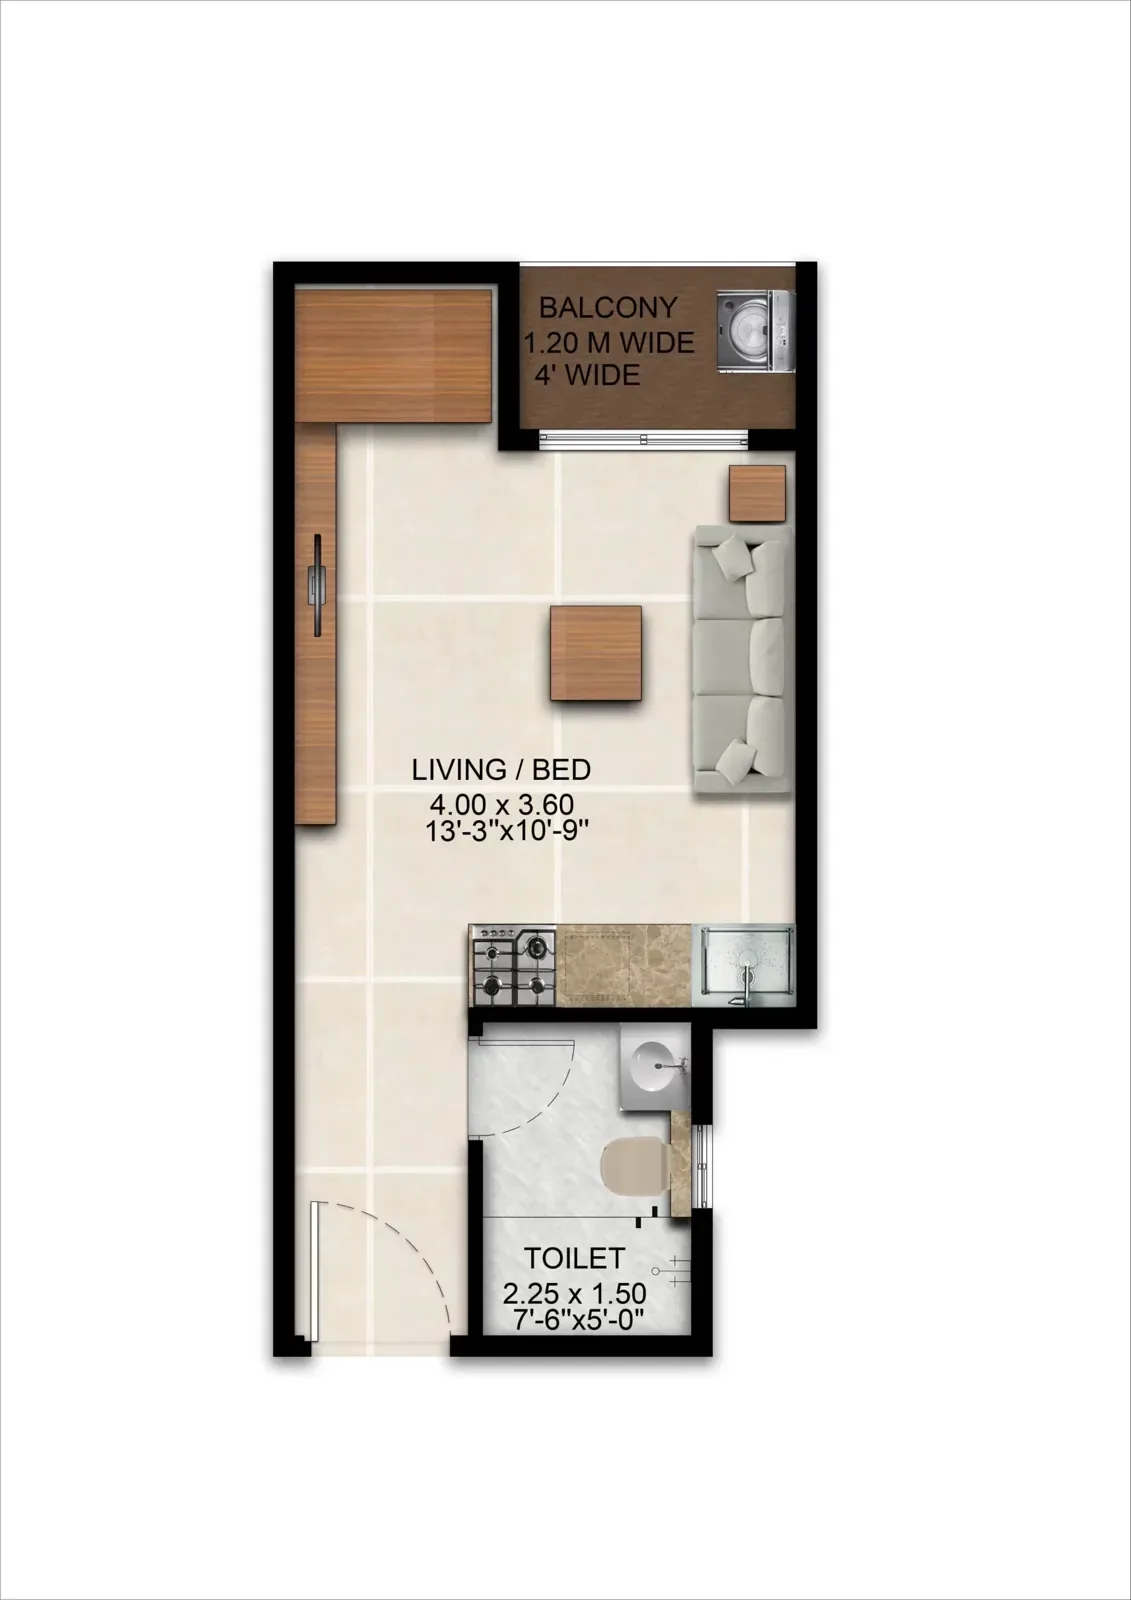 BALCONY
1.20 M WIDE
4' WIDE
LIVING / BED
4.00 x 3.60
13'-3"x10'-9"
TOILET
2.25 x 1.50
7'-6"x5'-0"